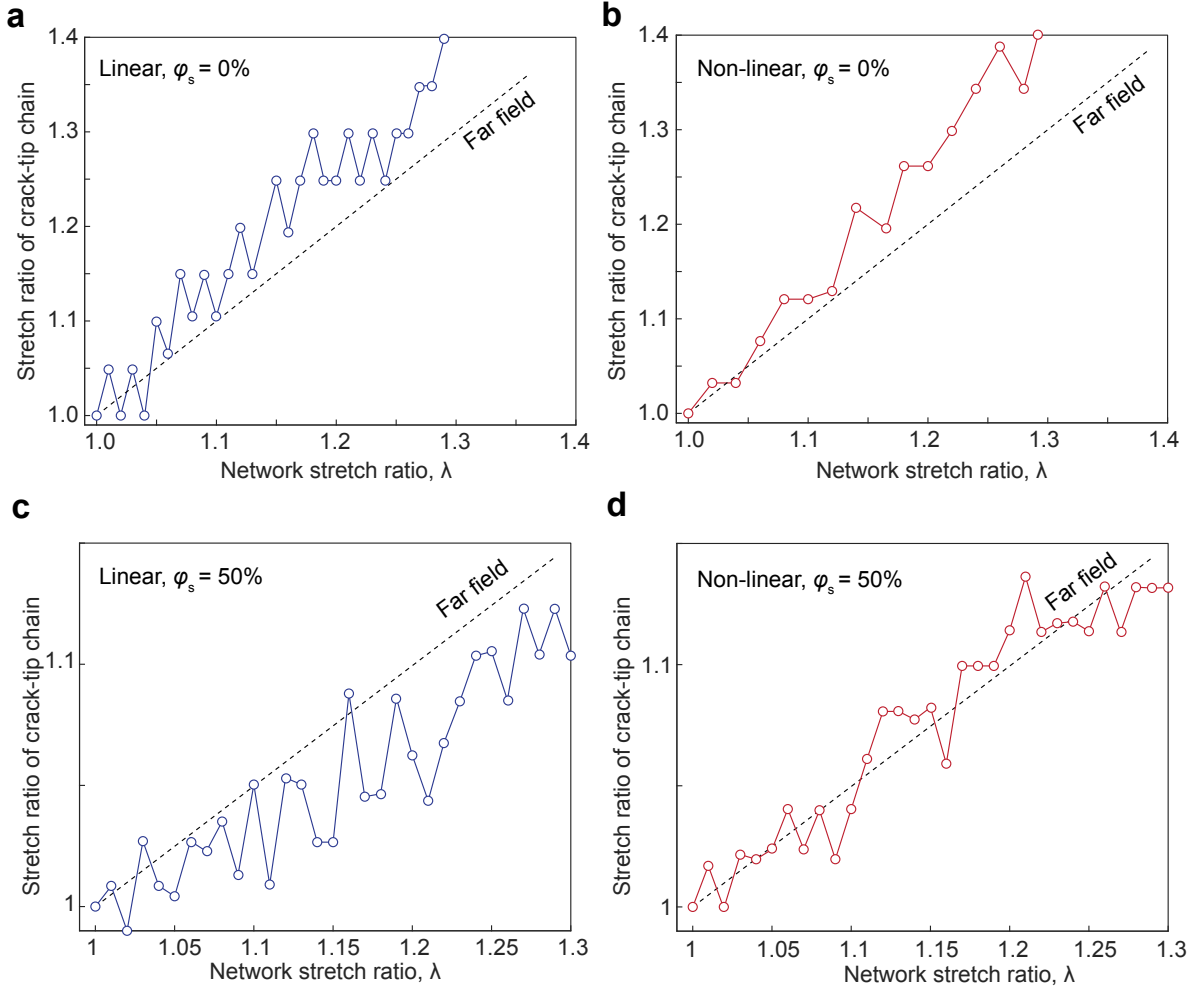 a
Linear, φs = 0%
Far field
Stretch ratio of crack-tip chain
1.4
1.3
1.2
1.1
1.0
1.0 1.1 1.2 1.3 1.4
Network stretch ratio, λ
b
Non-linear, φs = 0%
Far field
Stretch ratio of crack-tip chain
1.4
1.3
1.2
1.1
1.0
1.0 1.1 1.2 1.3 1.4
Network stretch ratio, λ
c
Linear, φs = 50%
Far field
Stretch ratio of crack-tip chain
1.1
1
1 1.05 1.1 1.15 1.2 1.25 1.3
Network stretch ratio, λ
d
Non-linear, φs = 50%
Far field
Stretch ratio of crack-tip chain
1.1
1
1 1.05 1.1 1.15 1.2 1.25 1.3
Network stretch ratio, λ